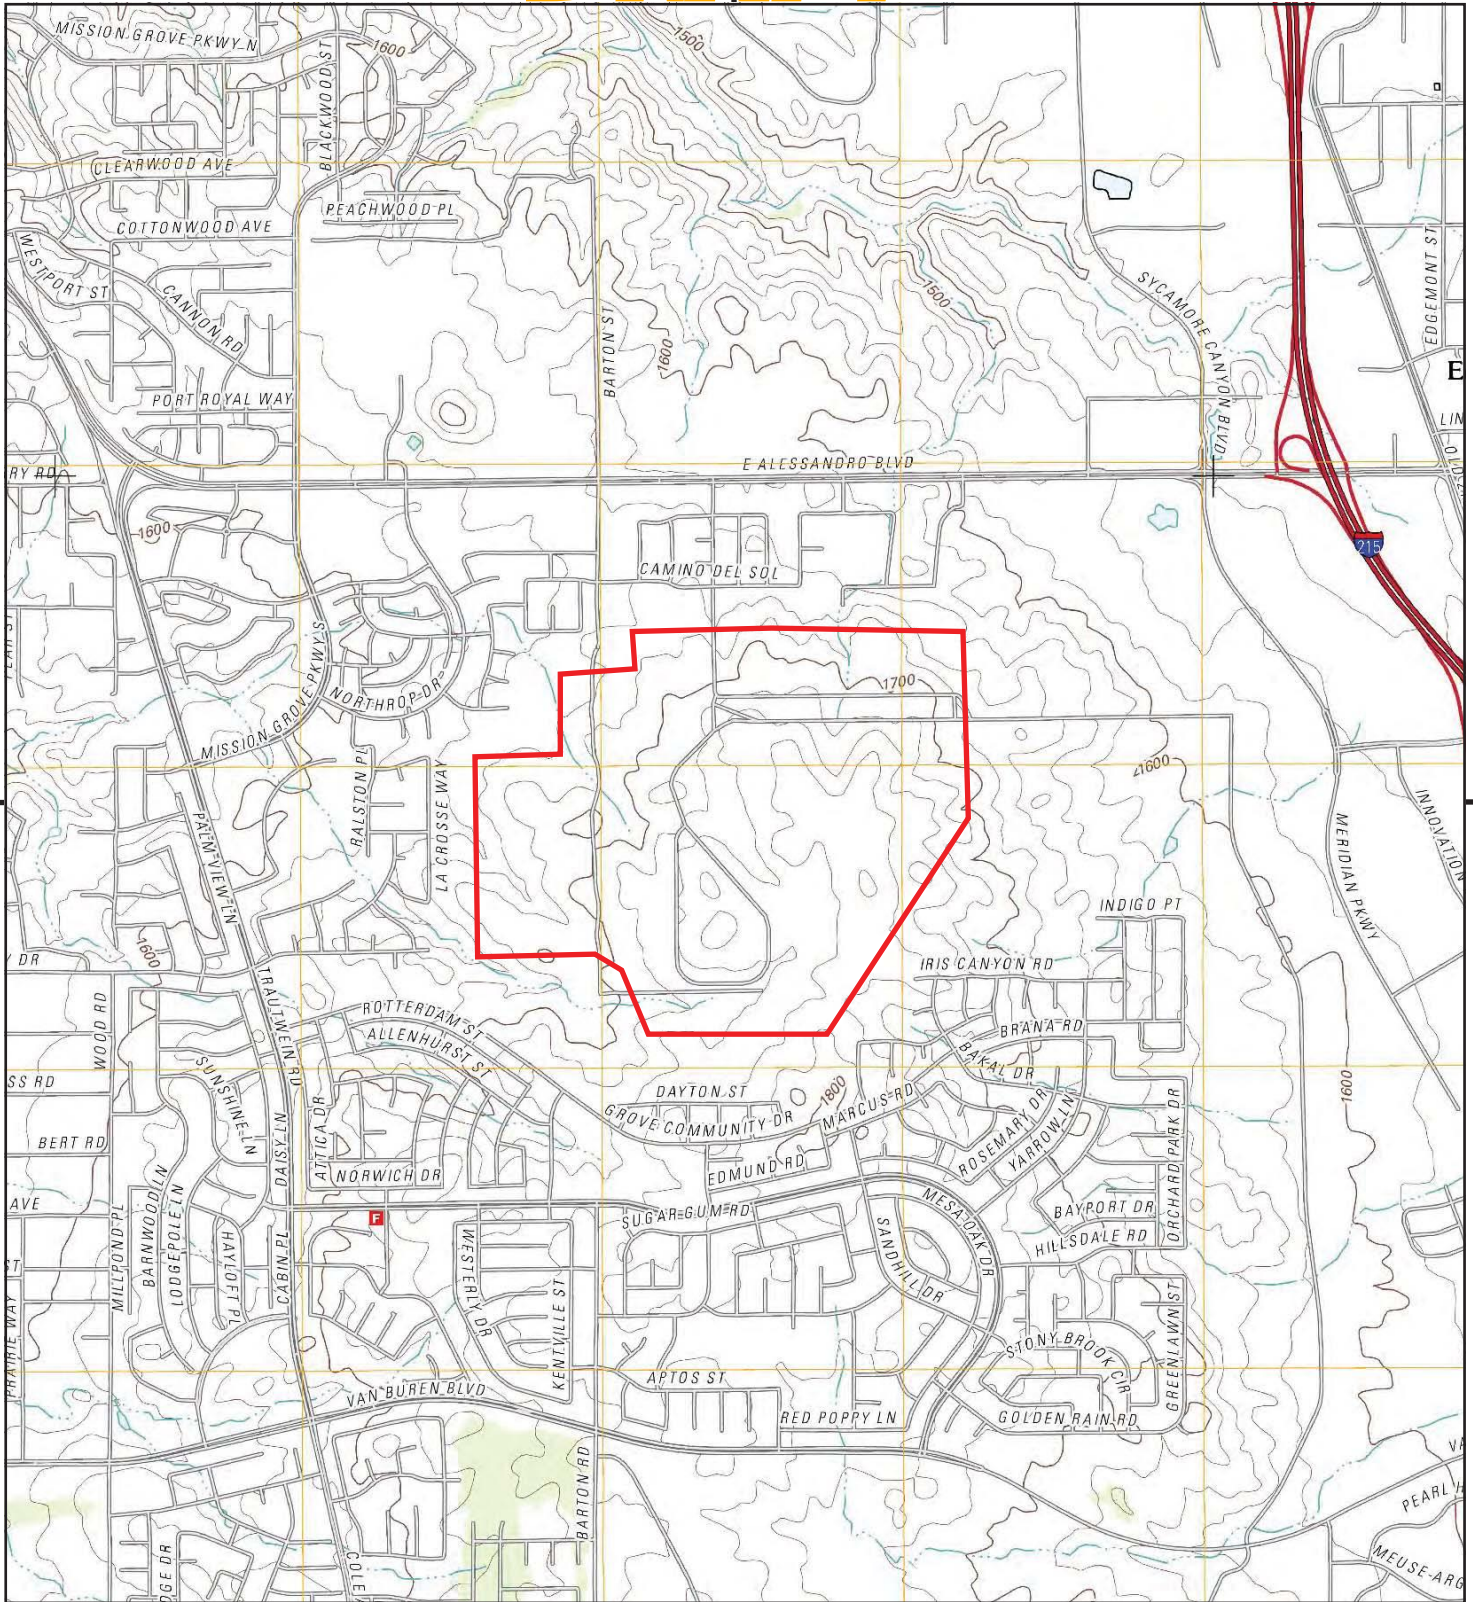 MISSION GROVE PKWY N
1600
1500
BLACKWOOD ST
CLEARWOOD AVE
PEACHWOOD PL
COTTONWOOD AVE
WESTPORT ST
CANNON RD
EDGEMONT ST
SYCAMORE CANYON BLVD
1500
BARTON ST
1600
E
PORT ROYAL WAY
LIN
E ALESSANDRO BLVD
RY RD
OLD
1600
215
CAMINO DEL SOL
MISSION GROVE PKWY S
NORTHROP DR
1700
RALSTON PL
LA CROSSE WAY
1600
INNOVATION
MERIDIAN PKWY
PALM VIEW LN
INDIGO PT
1600
DR
IRIS CANYON RD
TRAUTWEIN RD
WOOD RD
ROTTERDAM ST
ALLENHURST ST
BRANA RD
BAKAL DR
SS RD
SUNSHINE LN
DAYTON ST
1800
MARCUS RD
GROVE COMMUNITY DR
1600
ROSEMARY DR
YARROW LN
ORCHARD PARK DR
BERT RD
ATTICA DR
DAISY LN
NORWICH DR
EDMUND RD
AVE
MILLPOND PL
BARNWOOD LN
LODGEPOLE LN
HAYLOFT PL
CABIN PL
F
SUGAR GUM RD
MESA OAK DR
BAYPORT DR
HILLSDALE RD
WESTERLY DR
SANDHILL DR
ST
KENTVILLE ST
PRAIRIE WAY
STONY BROOK CIR
GREENLAWN ST
APTOS ST
VAN BUREN BLVD
RED POPPY LN
GOLDEN RAIN RD
BARTON RD
VA
PEARL H
MEUSE-ARG
DGE DR
COLE